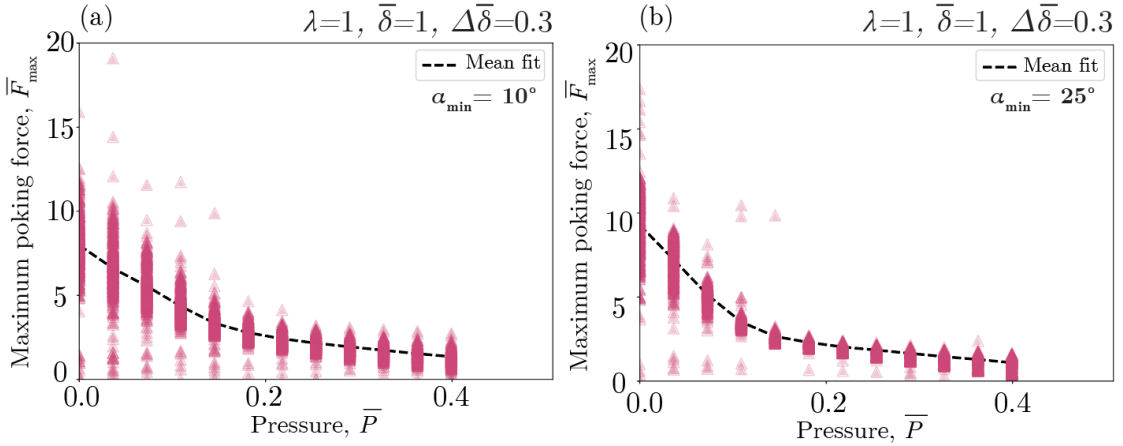 (a)
λ=1, δ̅=1, Δδ̅=0.3
Mean fit
a_min= 10°
Maximum poking force, F̅_max
20
15
10
5
0
0.0
0.2
0.4
Pressure, P̅
(b)
λ=1, δ̅=1, Δδ̅=0.3
Mean fit
a_min= 25°
Maximum poking force, F̅_max
20
15
10
5
0
0.0
0.2
0.4
Pressure, P̅